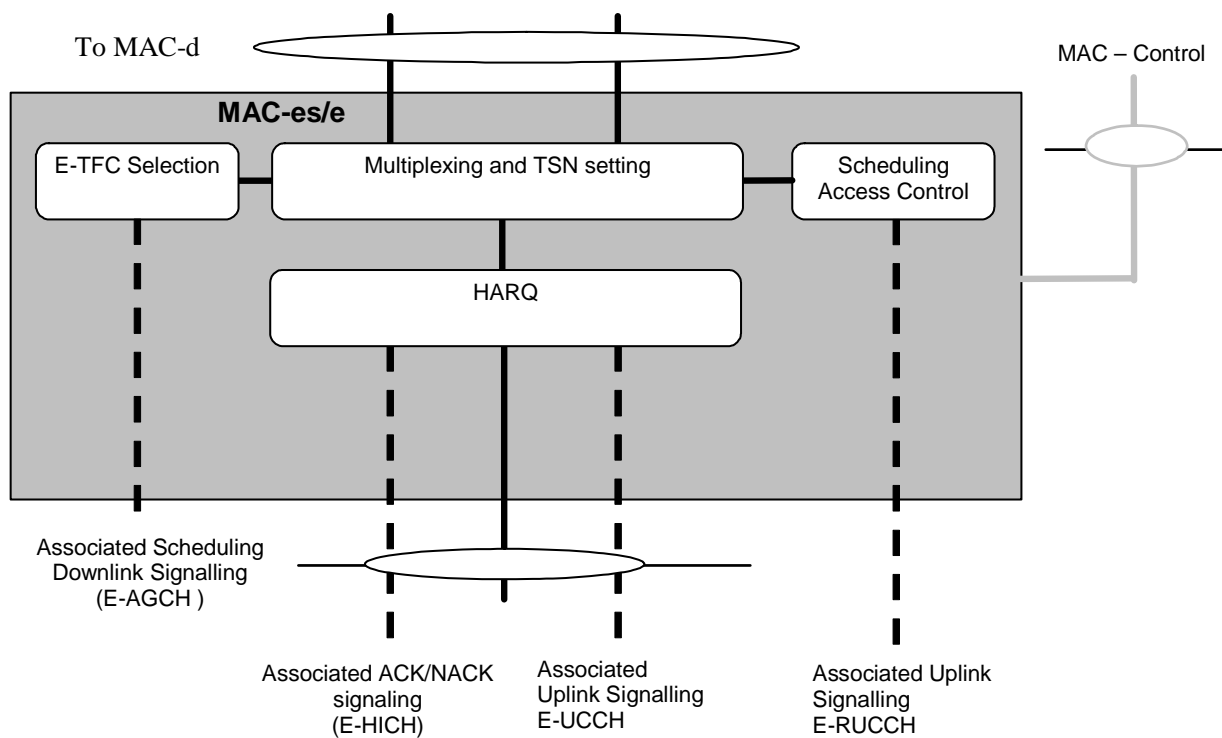 To MAC-d
MAC – Control
MAC-es/e
E-TFC Selection
Multiplexing and TSN setting
Scheduling
Access Control
HARQ
Associated Scheduling
Downlink Signalling
(E-AGCH )
Associated ACK/NACK
signaling
(E-HICH)
Associated
Uplink Signalling
E-UCCH
Associated Uplink
Signalling
E-RUCCH